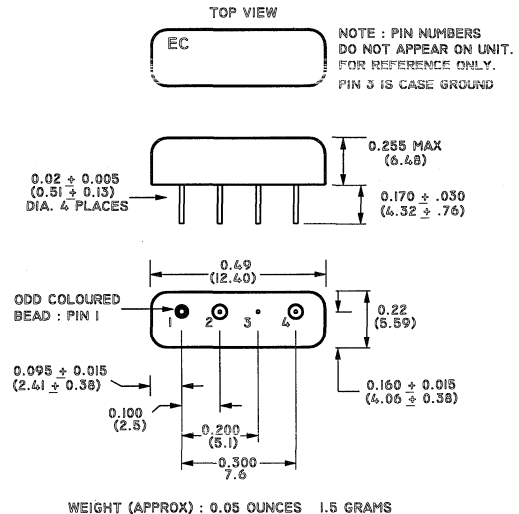 TOP VIEW
EC
NOTE : PIN NUMBERS
DO NOT APPEAR ON UNIT.
FOR REFERENCE ONLY.
PIN 3 IS CASE GROUND
0.255 MAX
(6.48)
0.02 ± 0.005
(0.51 ± 0.13)
DIA. 4 PLACES
0.170 ± .030
(4.32 ± .76)
0.49
(12.40)
ODD COLOURED
BEAD : PIN 1
1 2 3 4
0.22
(5.59)
0.095 ± 0.015
(2.41 ± 0.38)
0.160 ± 0.015
(4.06 ± 0.38)
0.100
(2.5)
0.200
(5.1)
0.300
7.6
WEIGHT (APPROX) : 0.05 OUNCES 1.5 GRAMS